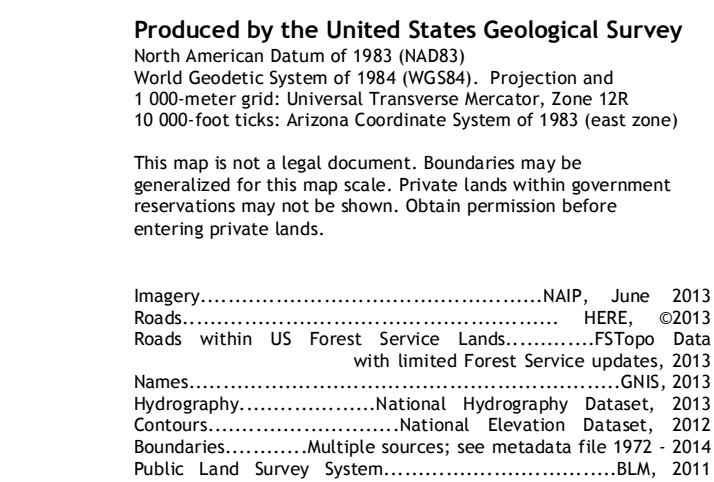 Produced by the United States Geological Survey
North American Datum of 1983 (NAD83)
World Geodetic System of 1984 (WGS84). Projection and
1 000-meter grid: Universal Transverse Mercator, Zone 12R
10 000-foot ticks: Arizona Coordinate System of 1983 (east zone)
This map is not a legal document. Boundaries may be
generalized for this map scale. Private lands within government
reservations may not be shown. Obtain permission before
entering private lands.
Imagery..................................................NAIP, June 2013
Roads...................................................... HERE, ©2013
Roads within US Forest Service Lands.............FSTopo Data
with limited Forest Service updates, 2013
Names...............................................................GNIS, 2013
Hydrography....................National Hydrography Dataset, 2013
Contours............................National Elevation Dataset, 2012
Boundaries............Multiple sources; see metadata file 1972 - 2014
Public Land Survey System..................................BLM, 2011